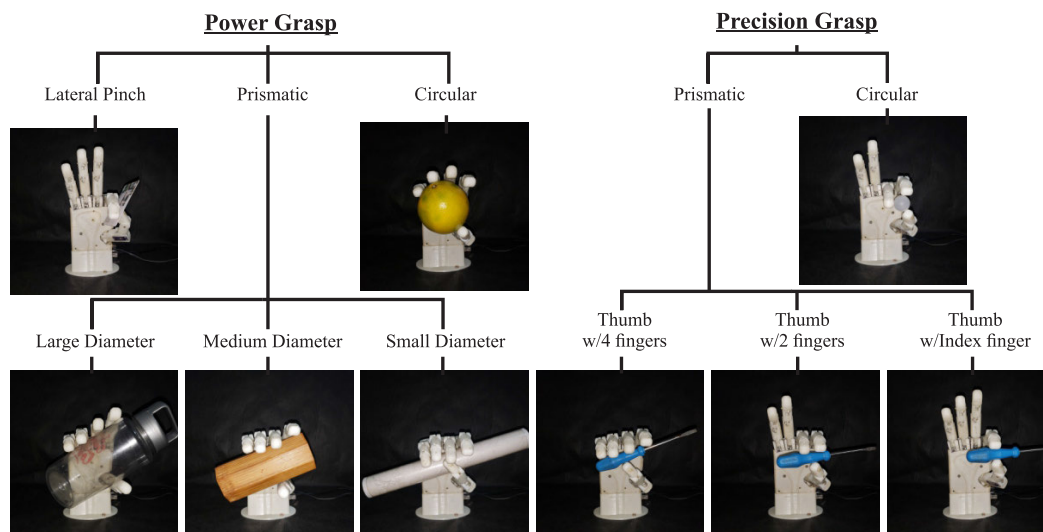 Power Grasp
Precision Grasp
Lateral Pinch
Prismatic
Circular
Prismatic
Circular
Large Diameter
Medium Diameter
Small Diameter
Thumb
w/4 fingers
Thumb
w/2 fingers
Thumb
w/Index finger